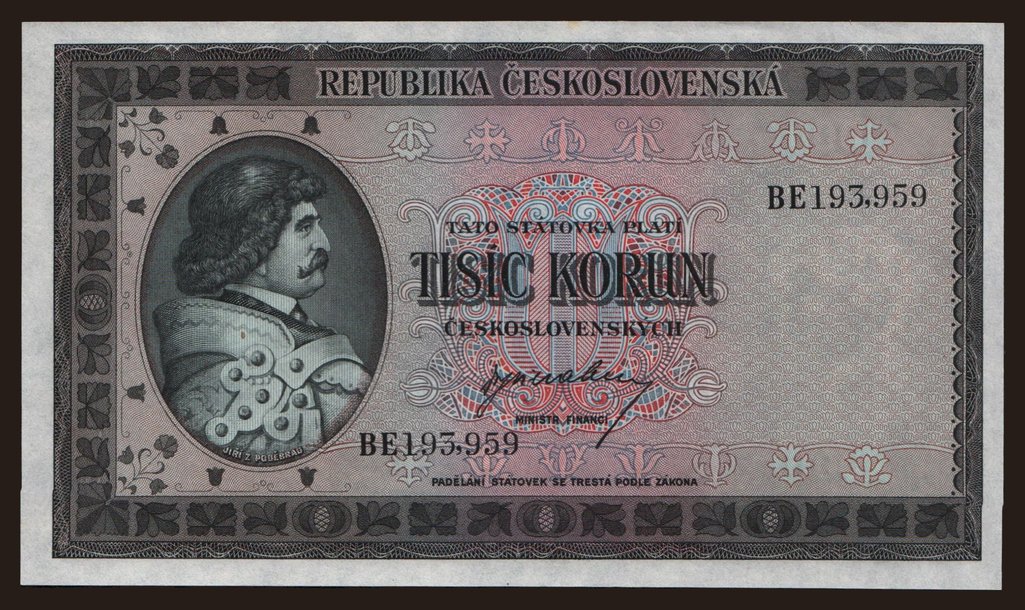 REPUBLIKA ČESKOSLOVENSKÁ
BE193,959
TATO STÁTOVKA PLATÍ
TISÍC KORUN
ČESKOSLOVENSKÝCH
MINISTR FINANCÍ
BE193,959
JIŘÍ Z PODĚBRAD
PADĚLÁNÍ STÁTOVEK SE TRESTÁ PODLE ZÁKONA